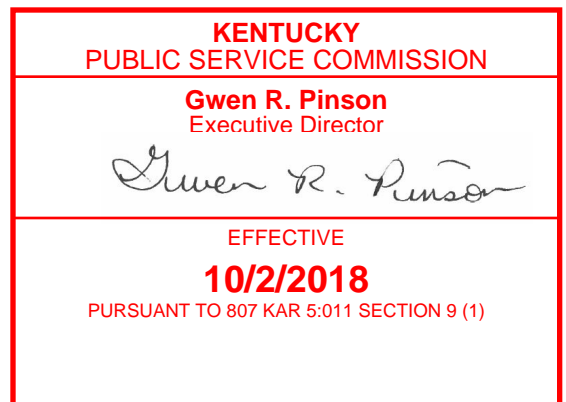 KENTUCKY
PUBLIC SERVICE COMMISSION
Gwen R. Pinson
Executive Director
Gwen R. Pinson
EFFECTIVE
10/2/2018
PURSUANT TO 807 KAR 5:011 SECTION 9 (1)